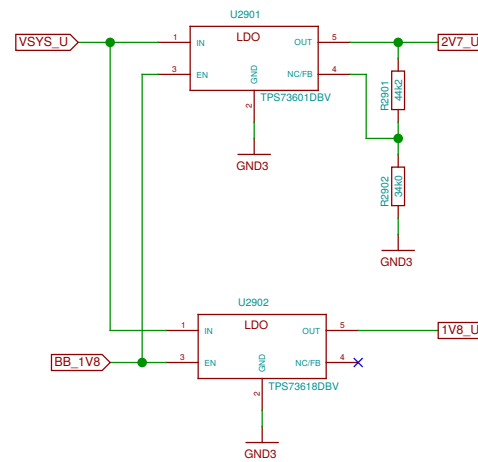 U2901
VSYS_U
1
IN
LDO
OUT
5
2V7_U
3
EN
GND
NC/FB
4
2
TPS73601DBV
R2901
44k2
GND3
R2902
34k0
GND3
U2902
1
IN
LDO
OUT
5
1V8_U
BB_1V8
3
EN
GND
NC/FB
4
2
TPS73618DBV
GND3